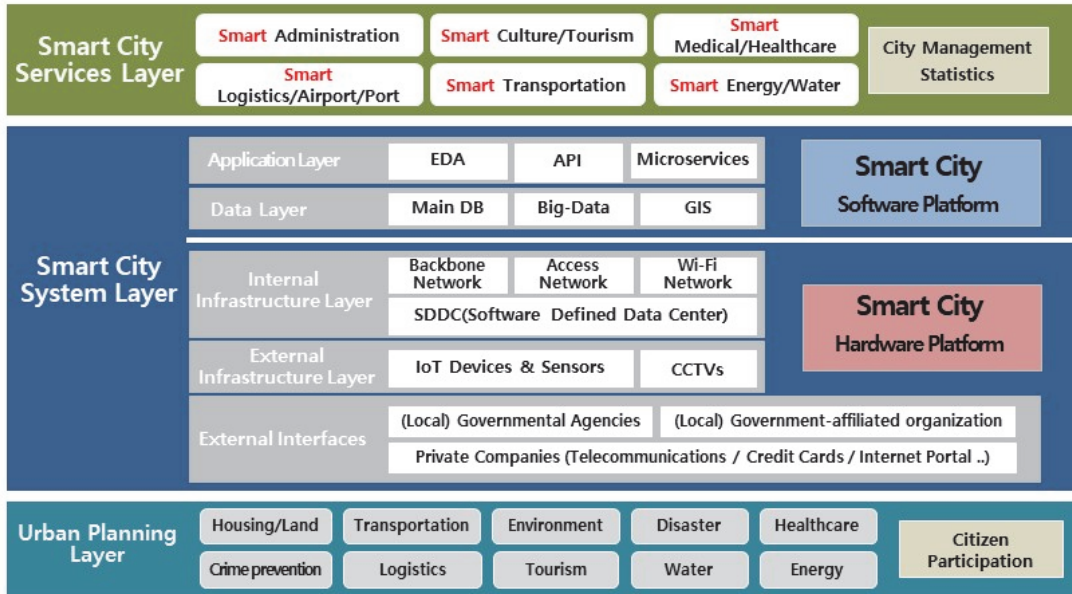 Smart City
Services Layer
Smart Administration
Smart Culture/Tourism
Smart
Medical/Healthcare
Smart
Logistics/Airport/Port
Smart Transportation
Smart Energy/Water
City Management
Statistics
Smart City
System Layer
Application Layer
EDA
API
Microservices
Data Layer
Main DB
Big-Data
GIS
Smart City
Software Platform
Internal
Infrastructure Layer
Backbone
Network
Access
Network
Wi-Fi
Network
SDDC(Software Defined Data Center)
External
Infrastructure Layer
IoT Devices & Sensors
CCTVs
Smart City
Hardware Platform
External Interfaces
(Local) Governmental Agencies
(Local) Government-affiliated organization
Private Companies (Telecommunications / Credit Cards / Internet Portal ..)
Urban Planning
Layer
Housing/Land
Transportation
Environment
Disaster
Healthcare
Crime prevention
Logistics
Tourism
Water
Energy
Citizen
Participation